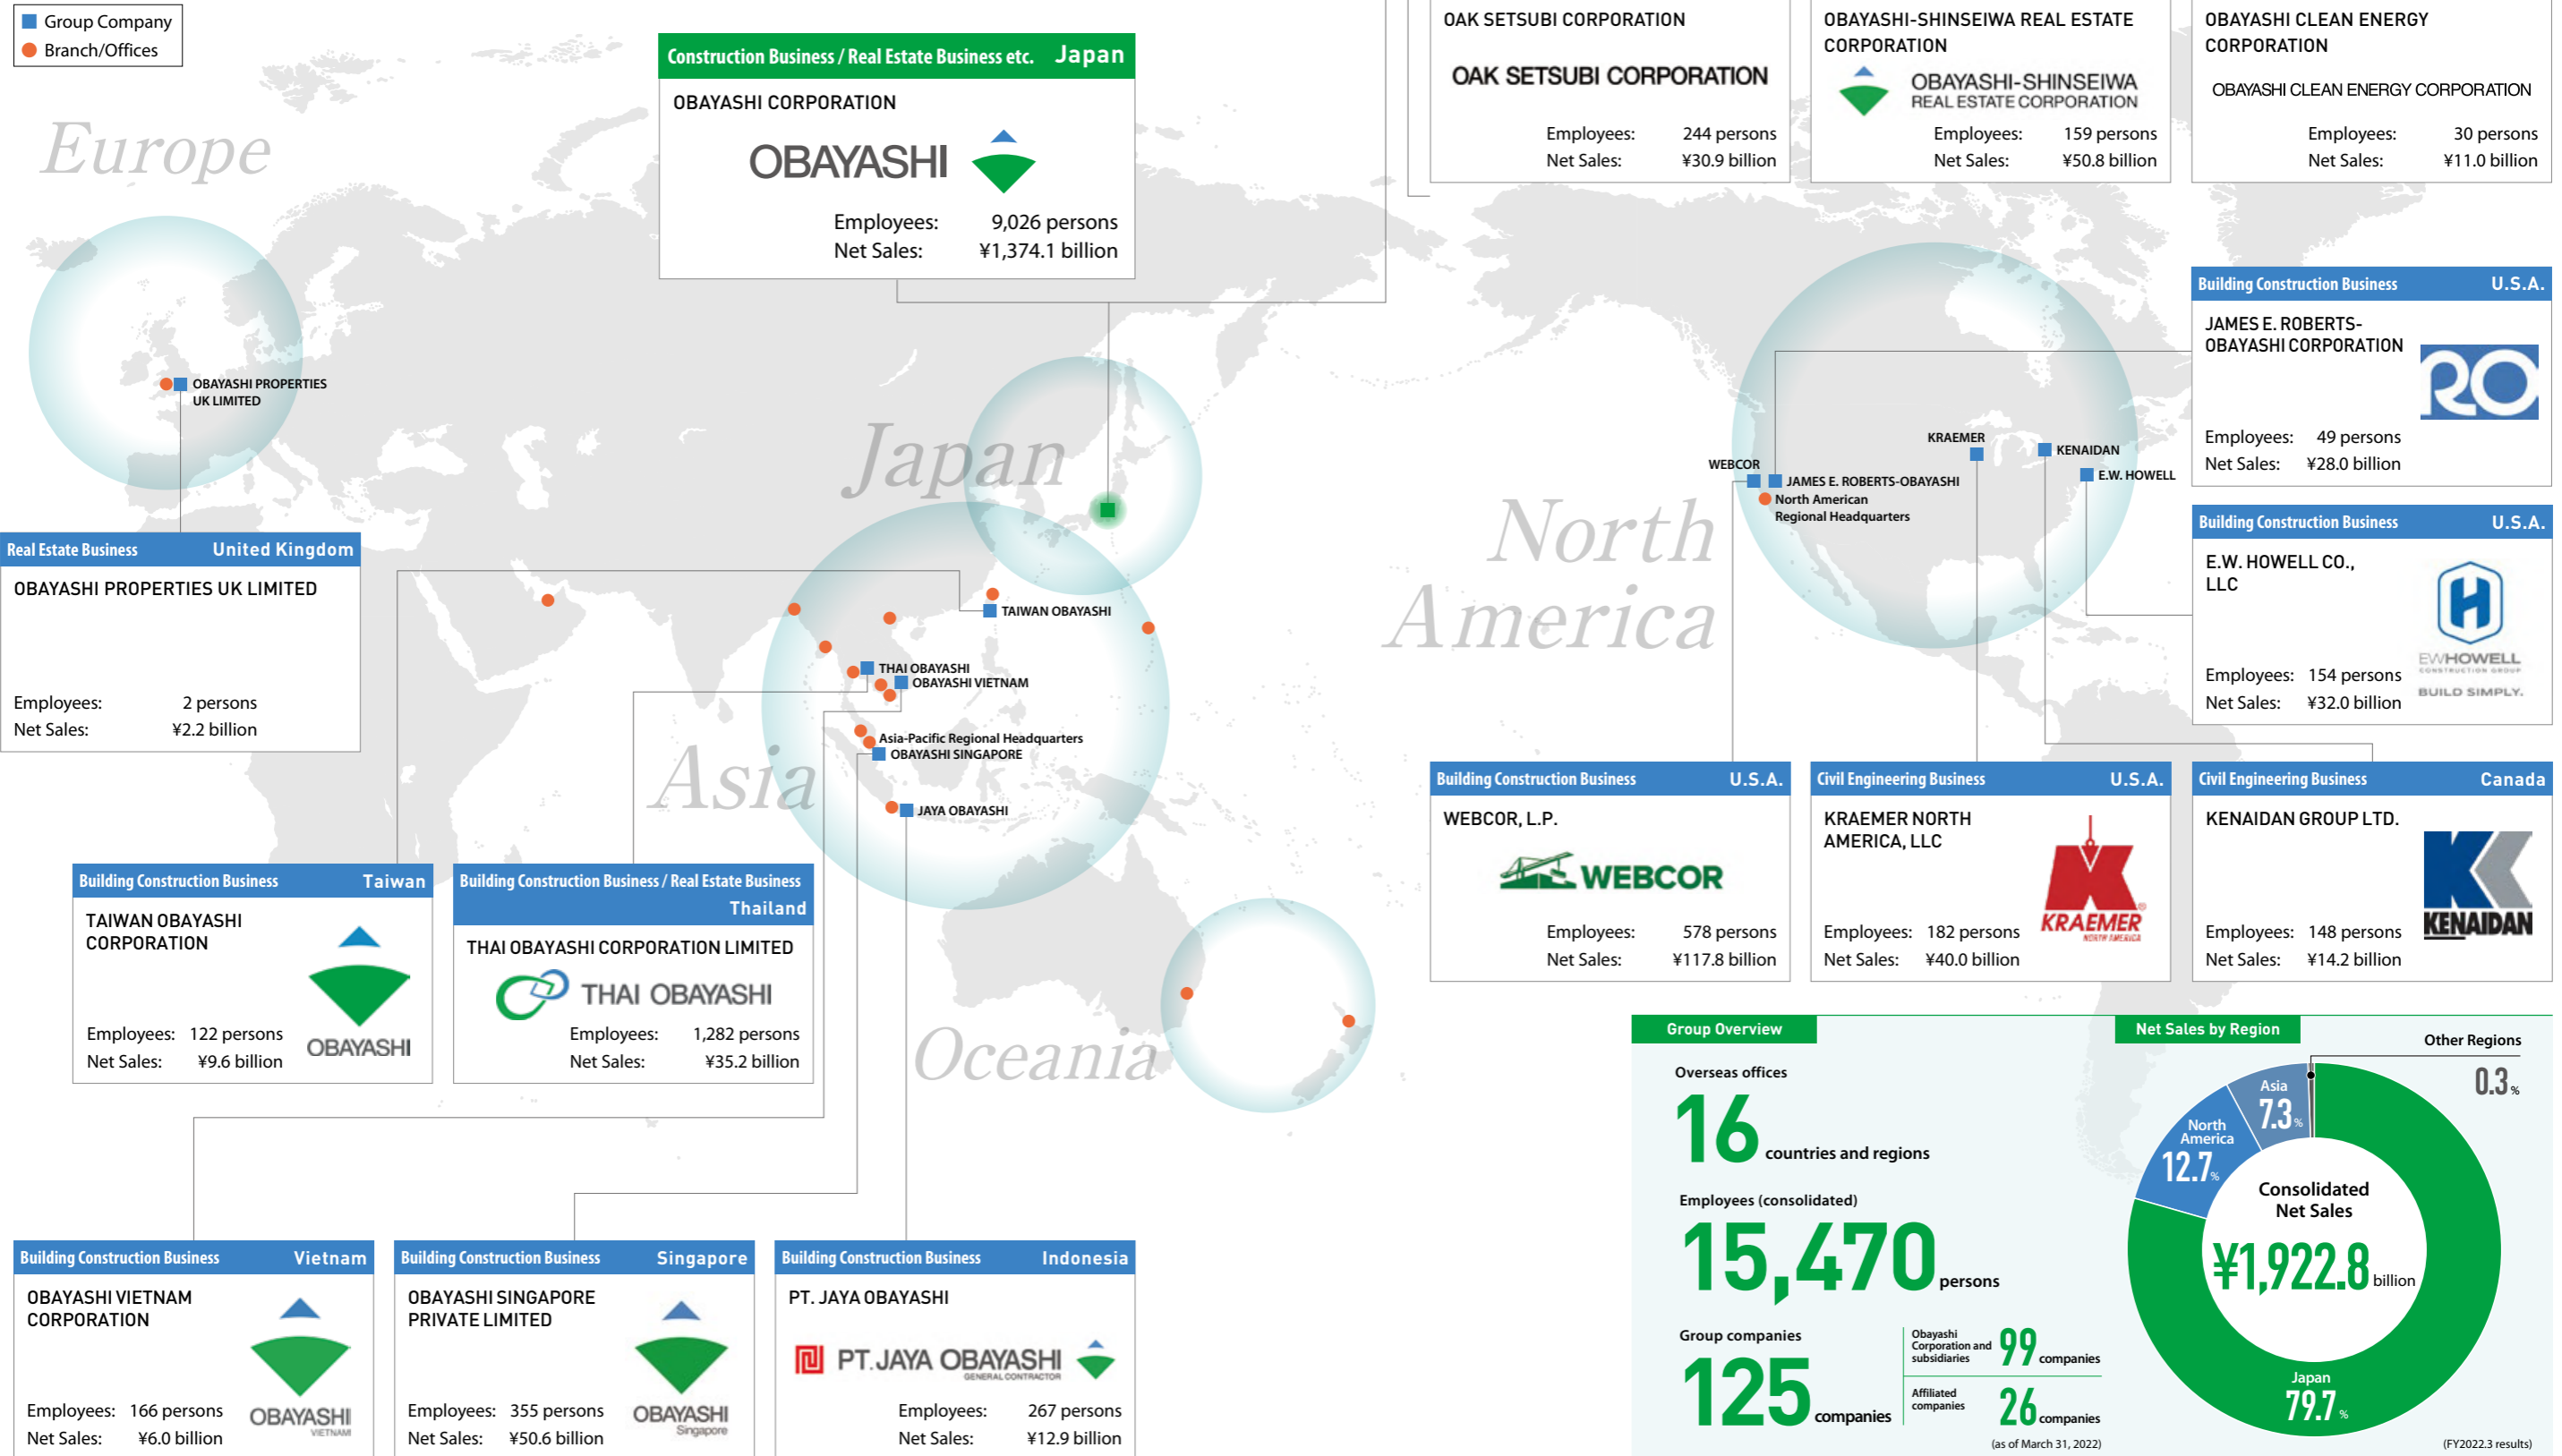 Group Company
Branch/Offices
Europe
Japan
Asia
Oceania
North
America
Construction Business / Real Estate Business etc. Japan
OBAYASHI CORPORATION
OBAYASHI
Employees: 9,026 persons
Net Sales: ¥1,374.1 billion
OAK SETSUBI CORPORATION
OAK SETSUBI CORPORATION
Employees: 244 persons
Net Sales: ¥30.9 billion
OBAYASHI-SHINSEIWA REAL ESTATE
CORPORATION
OBAYASHI-SHINSEIWA
REAL ESTATE CORPORATION
Employees: 159 persons
Net Sales: ¥50.8 billion
OBAYASHI CLEAN ENERGY
CORPORATION
OBAYASHI CLEAN ENERGY CORPORATION
Employees: 30 persons
Net Sales: ¥11.0 billion
OBAYASHI PROPERTIES
UK LIMITED
TAIWAN OBAYASHI
THAI OBAYASHI
OBAYASHI VIETNAM
Asia-Pacific Regional Headquarters
OBAYASHI SINGAPORE
JAYA OBAYASHI
WEBCOR
JAMES E. ROBERTS-OBAYASHI
North American
Regional Headquarters
KRAEMER
KENAIDAN
E.W. HOWELL
Building Construction Business U.S.A.
JAMES E. ROBERTS-
OBAYASHI CORPORATION
RO
Employees: 49 persons
Net Sales: ¥28.0 billion
Building Construction Business U.S.A.
E.W. HOWELL CO.,
LLC
H
EWHOWELL
CONSTRUCTION GROUP
BUILD SIMPLY.
Employees: 154 persons
Net Sales: ¥32.0 billion
Real Estate Business United Kingdom
OBAYASHI PROPERTIES UK LIMITED
Employees: 2 persons
Net Sales: ¥2.2 billion
Building Construction Business U.S.A.
WEBCOR, L.P.
WEBCOR
Employees: 578 persons
Net Sales: ¥117.8 billion
Civil Engineering Business U.S.A.
KRAEMER NORTH
AMERICA, LLC
K
KRAEMER®
NORTH AMERICA
Employees: 182 persons
Net Sales: ¥40.0 billion
Civil Engineering Business Canada
KENAIDAN GROUP LTD.
K
KENAIDAN
Employees: 148 persons
Net Sales: ¥14.2 billion
Building Construction Business Taiwan
TAIWAN OBAYASHI
CORPORATION
OBAYASHI
Employees: 122 persons
Net Sales: ¥9.6 billion
Building Construction Business / Real Estate Business
Thailand
THAI OBAYASHI CORPORATION LIMITED
THAI OBAYASHI
Employees: 1,282 persons
Net Sales: ¥35.2 billion
Building Construction Business Vietnam
OBAYASHI VIETNAM
CORPORATION
OBAYASHI
VIETNAM
Employees: 166 persons
Net Sales: ¥6.0 billion
Building Construction Business Singapore
OBAYASHI SINGAPORE
PRIVATE LIMITED
OBAYASHI
Singapore
Employees: 355 persons
Net Sales: ¥50.6 billion
Building Construction Business Indonesia
PT. JAYA OBAYASHI
PT. JAYA OBAYASHI
GENERAL CONTRACTOR
Employees: 267 persons
Net Sales: ¥12.9 billion
Group Overview
Overseas offices
16 countries and regions
Employees (consolidated)
15,470 persons
Group companies
125 companies
Obayashi
Corporation and
subsidiaries
99 companies
Affiliated
companies
26 companies
(as of March 31, 2022)
Net Sales by Region
Other Regions
0.3%
Asia
7.3%
North
America
12.7%
Consolidated
Net Sales
¥1,922.8 billion
Japan
79.7%
(FY2022.3 results)